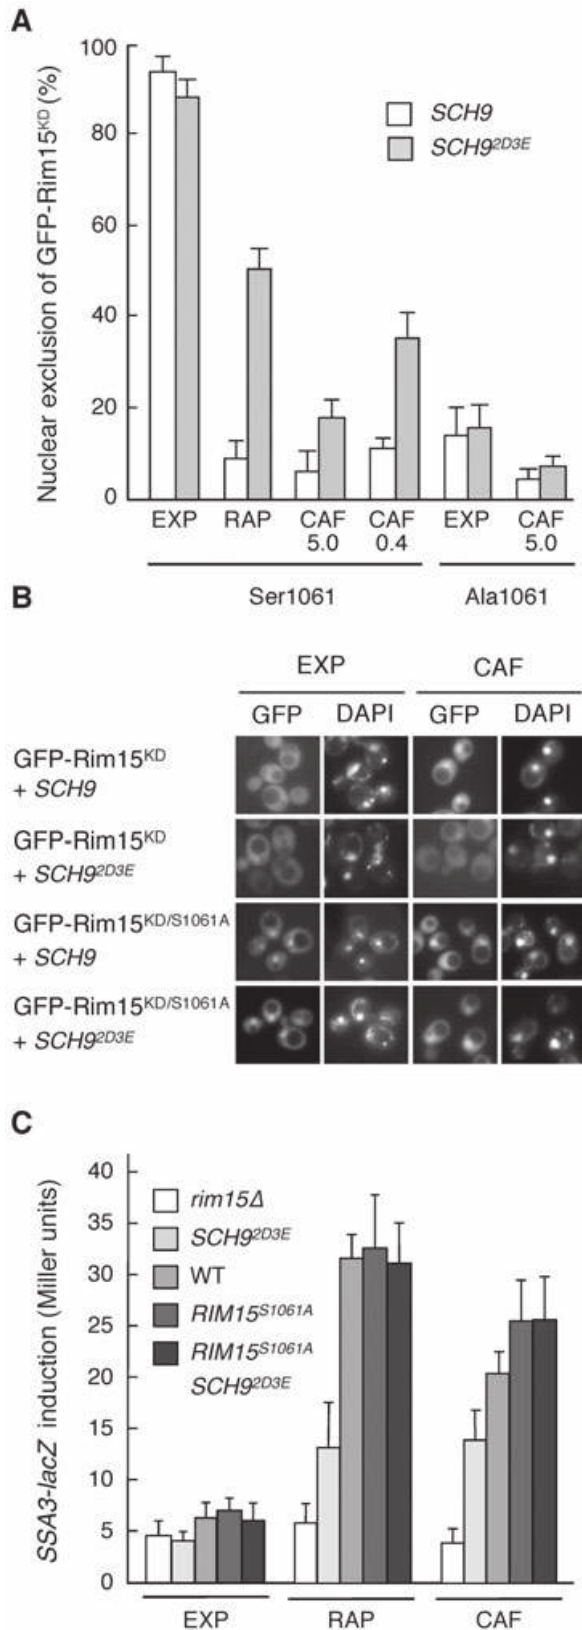 A
Nuclear exclusion of GFP-Rim15ᴷᴰ (%)
100
80
60
40
20
0
SCH9
SCH9²ᴰ³ᴱ
EXP RAP CAF 5.0 CAF 0.4 EXP CAF 5.0
Ser1061 Ala1061
B
EXP CAF
GFP DAPI GFP DAPI
GFP-Rim15ᴷᴰ
+ SCH9
GFP-Rim15ᴷᴰ
+ SCH9²ᴰ³ᴱ
GFP-Rim15ᴷᴰ/S1061A
+ SCH9
GFP-Rim15ᴷᴰ/S1061A
+ SCH9²ᴰ³ᴱ
C
SSA3-lacZ induction (Miller units)
40
35
30
25
20
15
10
5
0
rim15Δ
SCH9²ᴰ³ᴱ
WT
RIM15S1061A
RIM15S1061A
SCH9²ᴰ³ᴱ
EXP RAP CAF